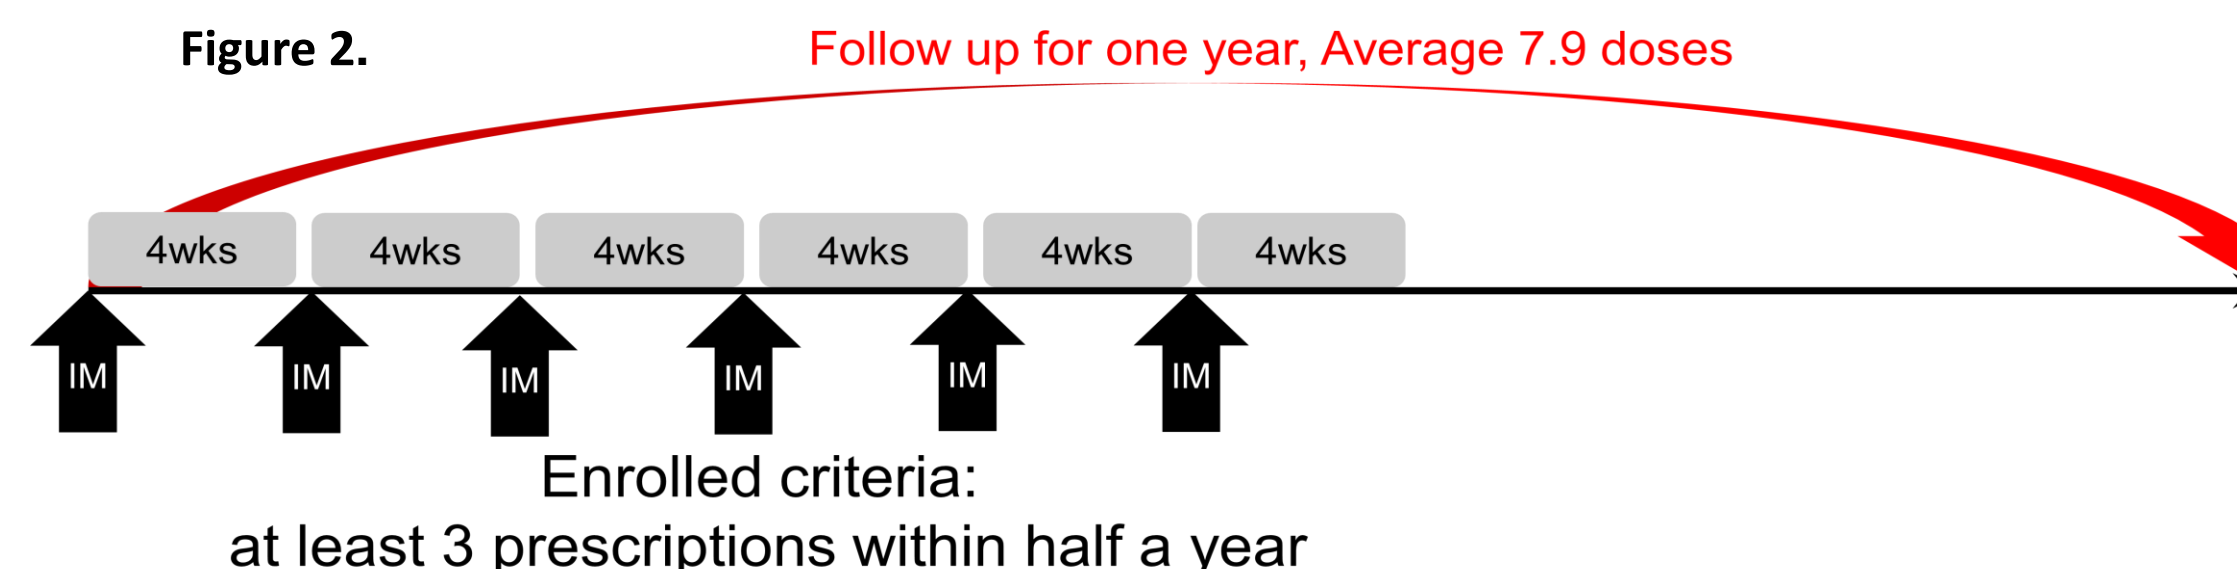 Figure 2.
Follow up for one year, Average 7.9 doses
4wks 4wks 4wks 4wks 4wks 4wks
IM IM IM IM IM IM
Enrolled criteria:
at least 3 prescriptions within half a year